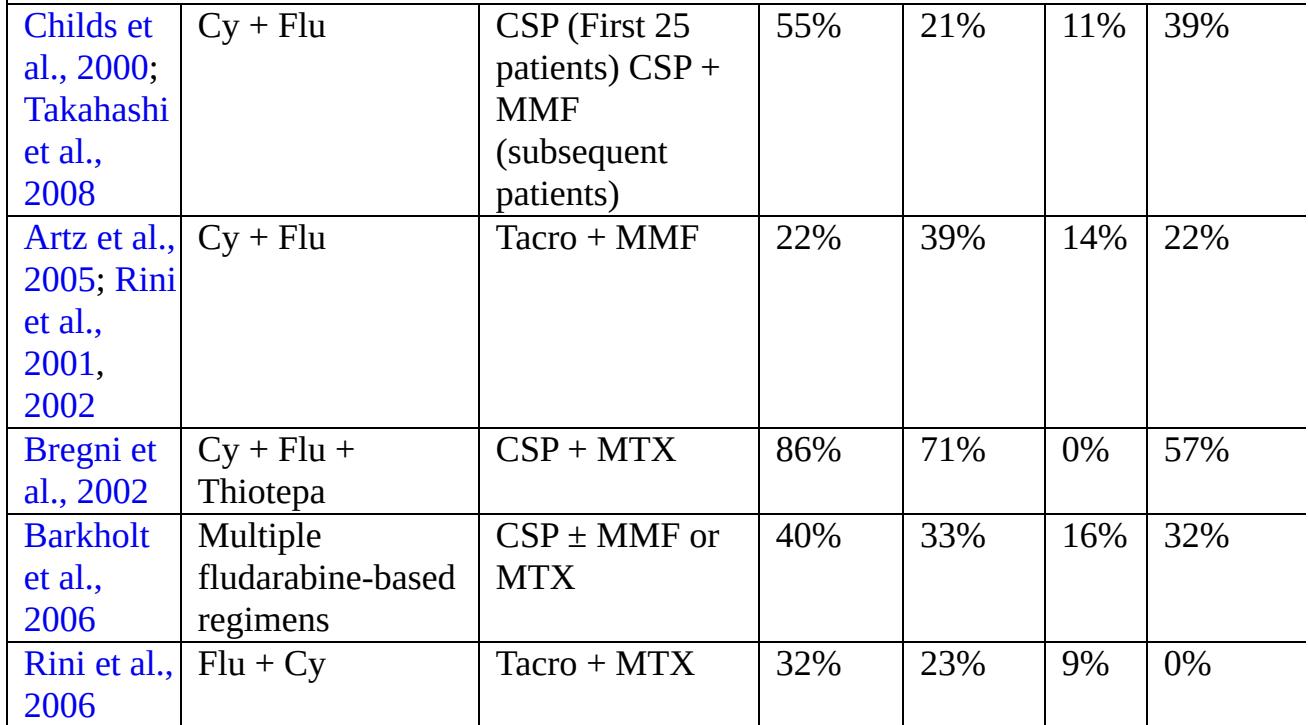 Childs et Cy + Flu CSP (First 25 55% 21% 11% 39%
al., 2000; patients) CSP +
Takahashi MMF
et al., (subsequent
2008 patients)
Artz et al., Cy + Flu Tacro + MMF 22% 39% 14% 22%
2005; Rini
et al.,
2001,
2002
Bregni et Cy + Flu + CSP + MTX 86% 71% 0% 57%
al., 2002 Thiotepa
Barkholt Multiple CSP ± MMF or 40% 33% 16% 32%
et al., fludarabine-based MTX
2006 regimens
Rini et al., Flu + Cy Tacro + MTX 32% 23% 9% 0%
2006